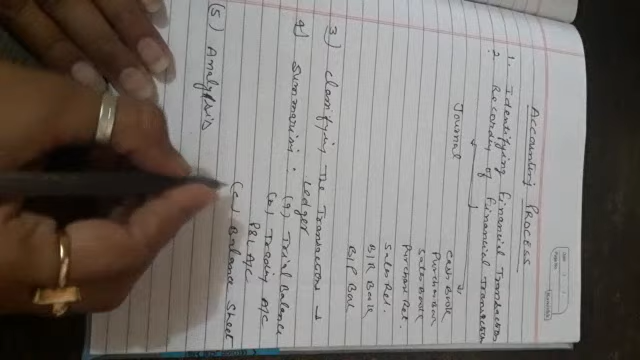 Accounting Process
1. Identifying Financial Transaction
2. Recording of Financial Transaction
Journal
Cash Book
Purchase Book
Sales Book
Purchase Ret.
Sales Ret.
B/R Book
B/P Book
3) Classifying The Transactions →
Ledger
4) Summarising. (a) Trial Balance
(b) Trading A/C
P&L A/C
(c) Balance Sheet
(5) Analysis